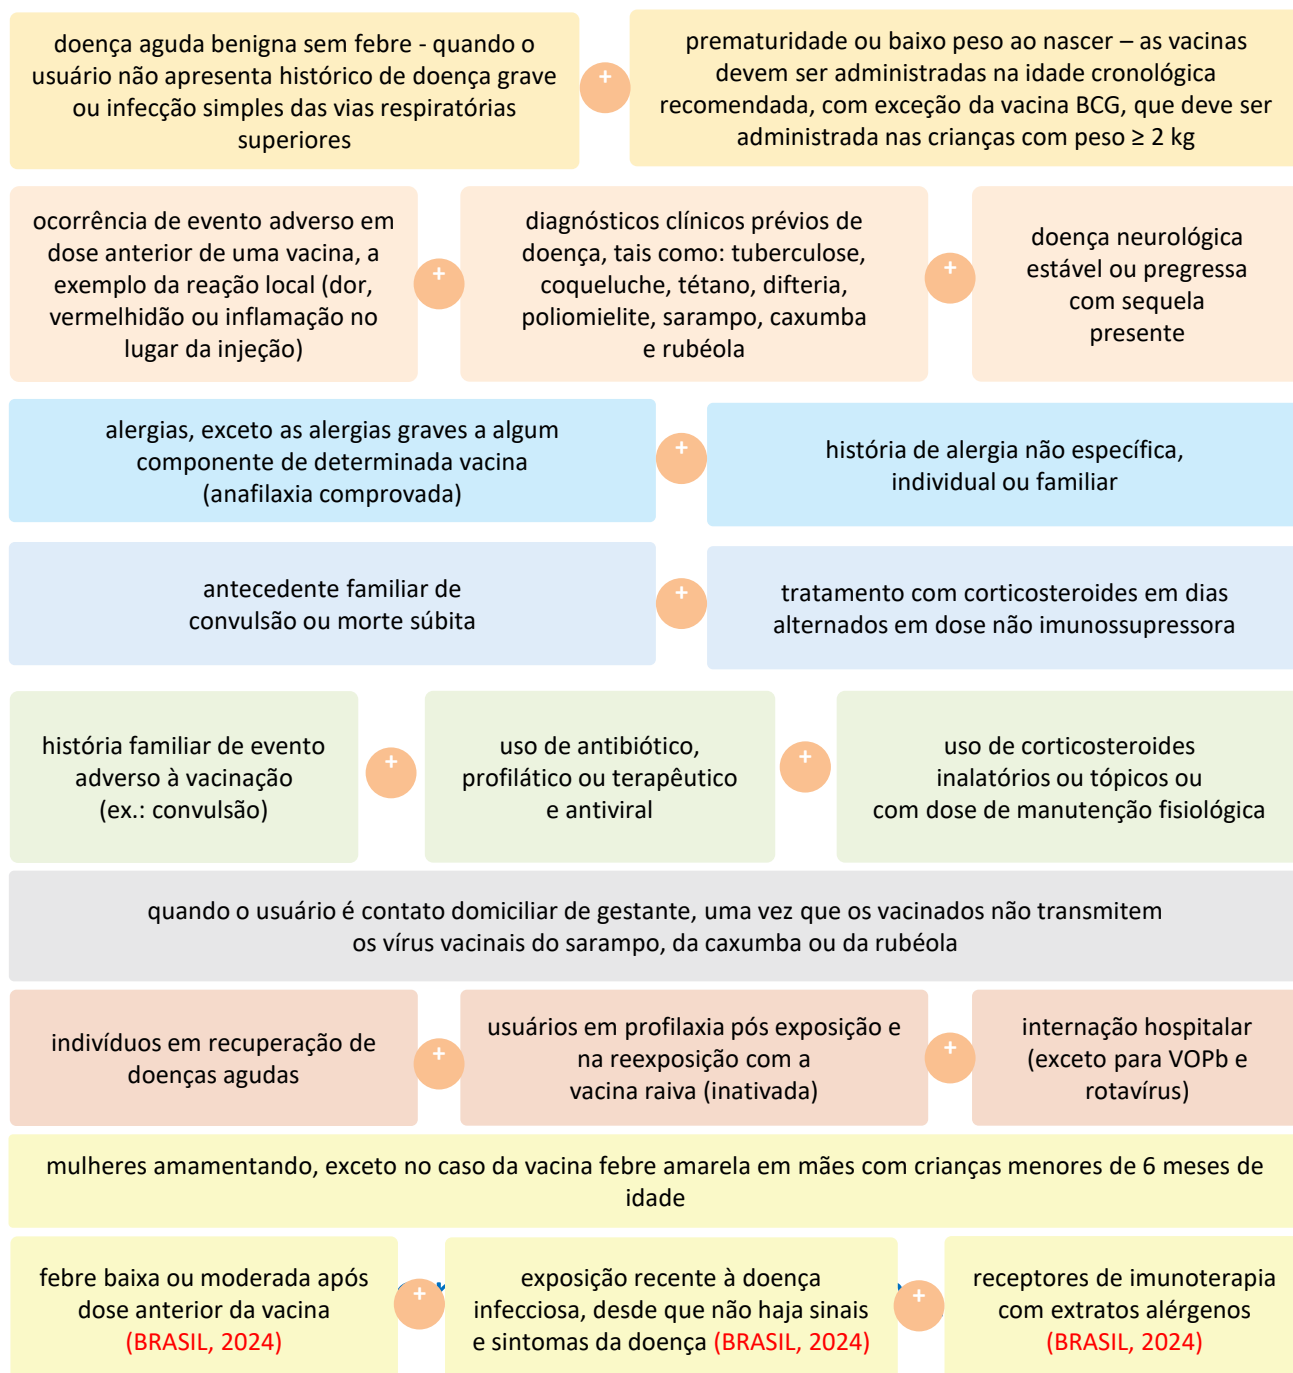 doença aguda benigna sem febre - quando o
usuário não apresenta histórico de doença grave
ou infecção simples das vias respiratórias
superiores
+
prematuridade ou baixo peso ao nascer – as vacinas
devem ser administradas na idade cronológica
recomendada, com exceção da vacina BCG, que deve ser
administrada nas crianças com peso ≥ 2 kg
ocorrência de evento adverso em
dose anterior de uma vacina, a
exemplo da reação local (dor,
vermelhidão ou inflamação no
lugar da injeção)
+
diagnósticos clínicos prévios de
doença, tais como: tuberculose,
coqueluche, tétano, difteria,
poliomielite, sarampo, caxumba
e rubéola
+
doença neurológica
estável ou pregressa
com sequela
presente
alergias, exceto as alergias graves a algum
componente de determinada vacina
(anafilaxia comprovada)
+
história de alergia não específica,
individual ou familiar
antecedente familiar de
convulsão ou morte súbita
+
tratamento com corticosteroides em dias
alternados em dose não imunossupressora
história familiar de evento
adverso à vacinação
(ex.: convulsão)
+
uso de antibiótico,
profilático ou terapêutico
e antiviral
+
uso de corticosteroides
inalatórios ou tópicos ou
com dose de manutenção fisiológica
quando o usuário é contato domiciliar de gestante, uma vez que os vacinados não transmitem
os vírus vacinais do sarampo, da caxumba ou da rubéola
indivíduos em recuperação de
doenças agudas
+
usuários em profilaxia pós exposição e
na reexposição com a
vacina raiva (inativada)
+
internação hospitalar
(exceto para VOPb e
rotavírus)
mulheres amamentando, exceto no caso da vacina febre amarela em mães com crianças menores de 6 meses de
idade
febre baixa ou moderada após
dose anterior da vacina
(BRASIL, 2024)
+
exposição recente à doença
infecciosa, desde que não haja sinais
e sintomas da doença (BRASIL, 2024)
+
receptores de imunoterapia
com extratos alérgenos
(BRASIL, 2024)